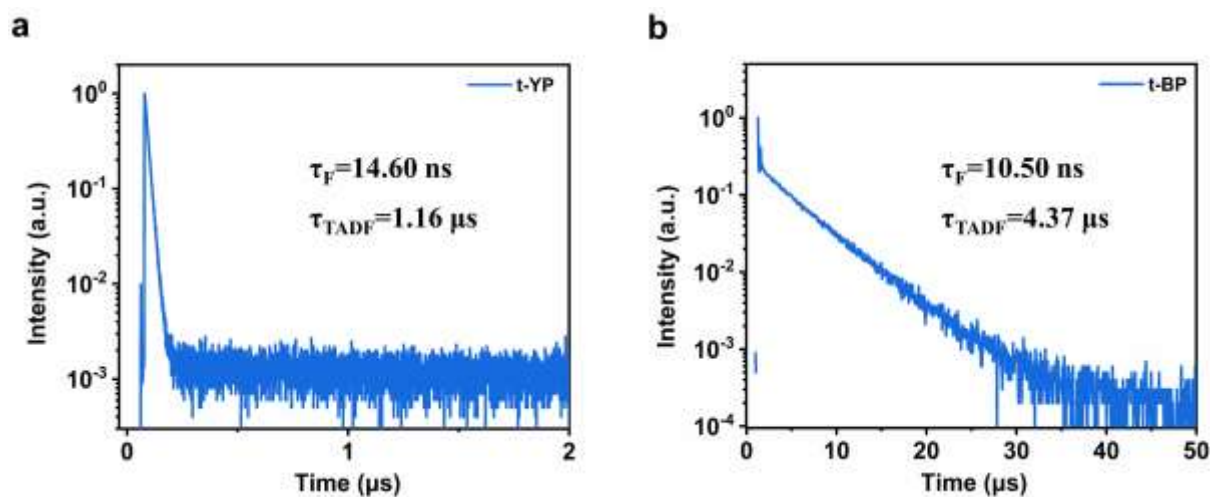 a
t-YP
10⁰
10⁻¹
10⁻²
10⁻³
τF=14.60 ns
τTADF=1.16 μs
Intensity (a.u.)
0
1
2
Time (μs)
b
t-BP
10⁰
10⁻¹
10⁻²
10⁻³
10⁻⁴
τF=10.50 ns
τTADF=4.37 μs
Intensity (a.u.)
0
10
20
30
40
50
Time (μs)